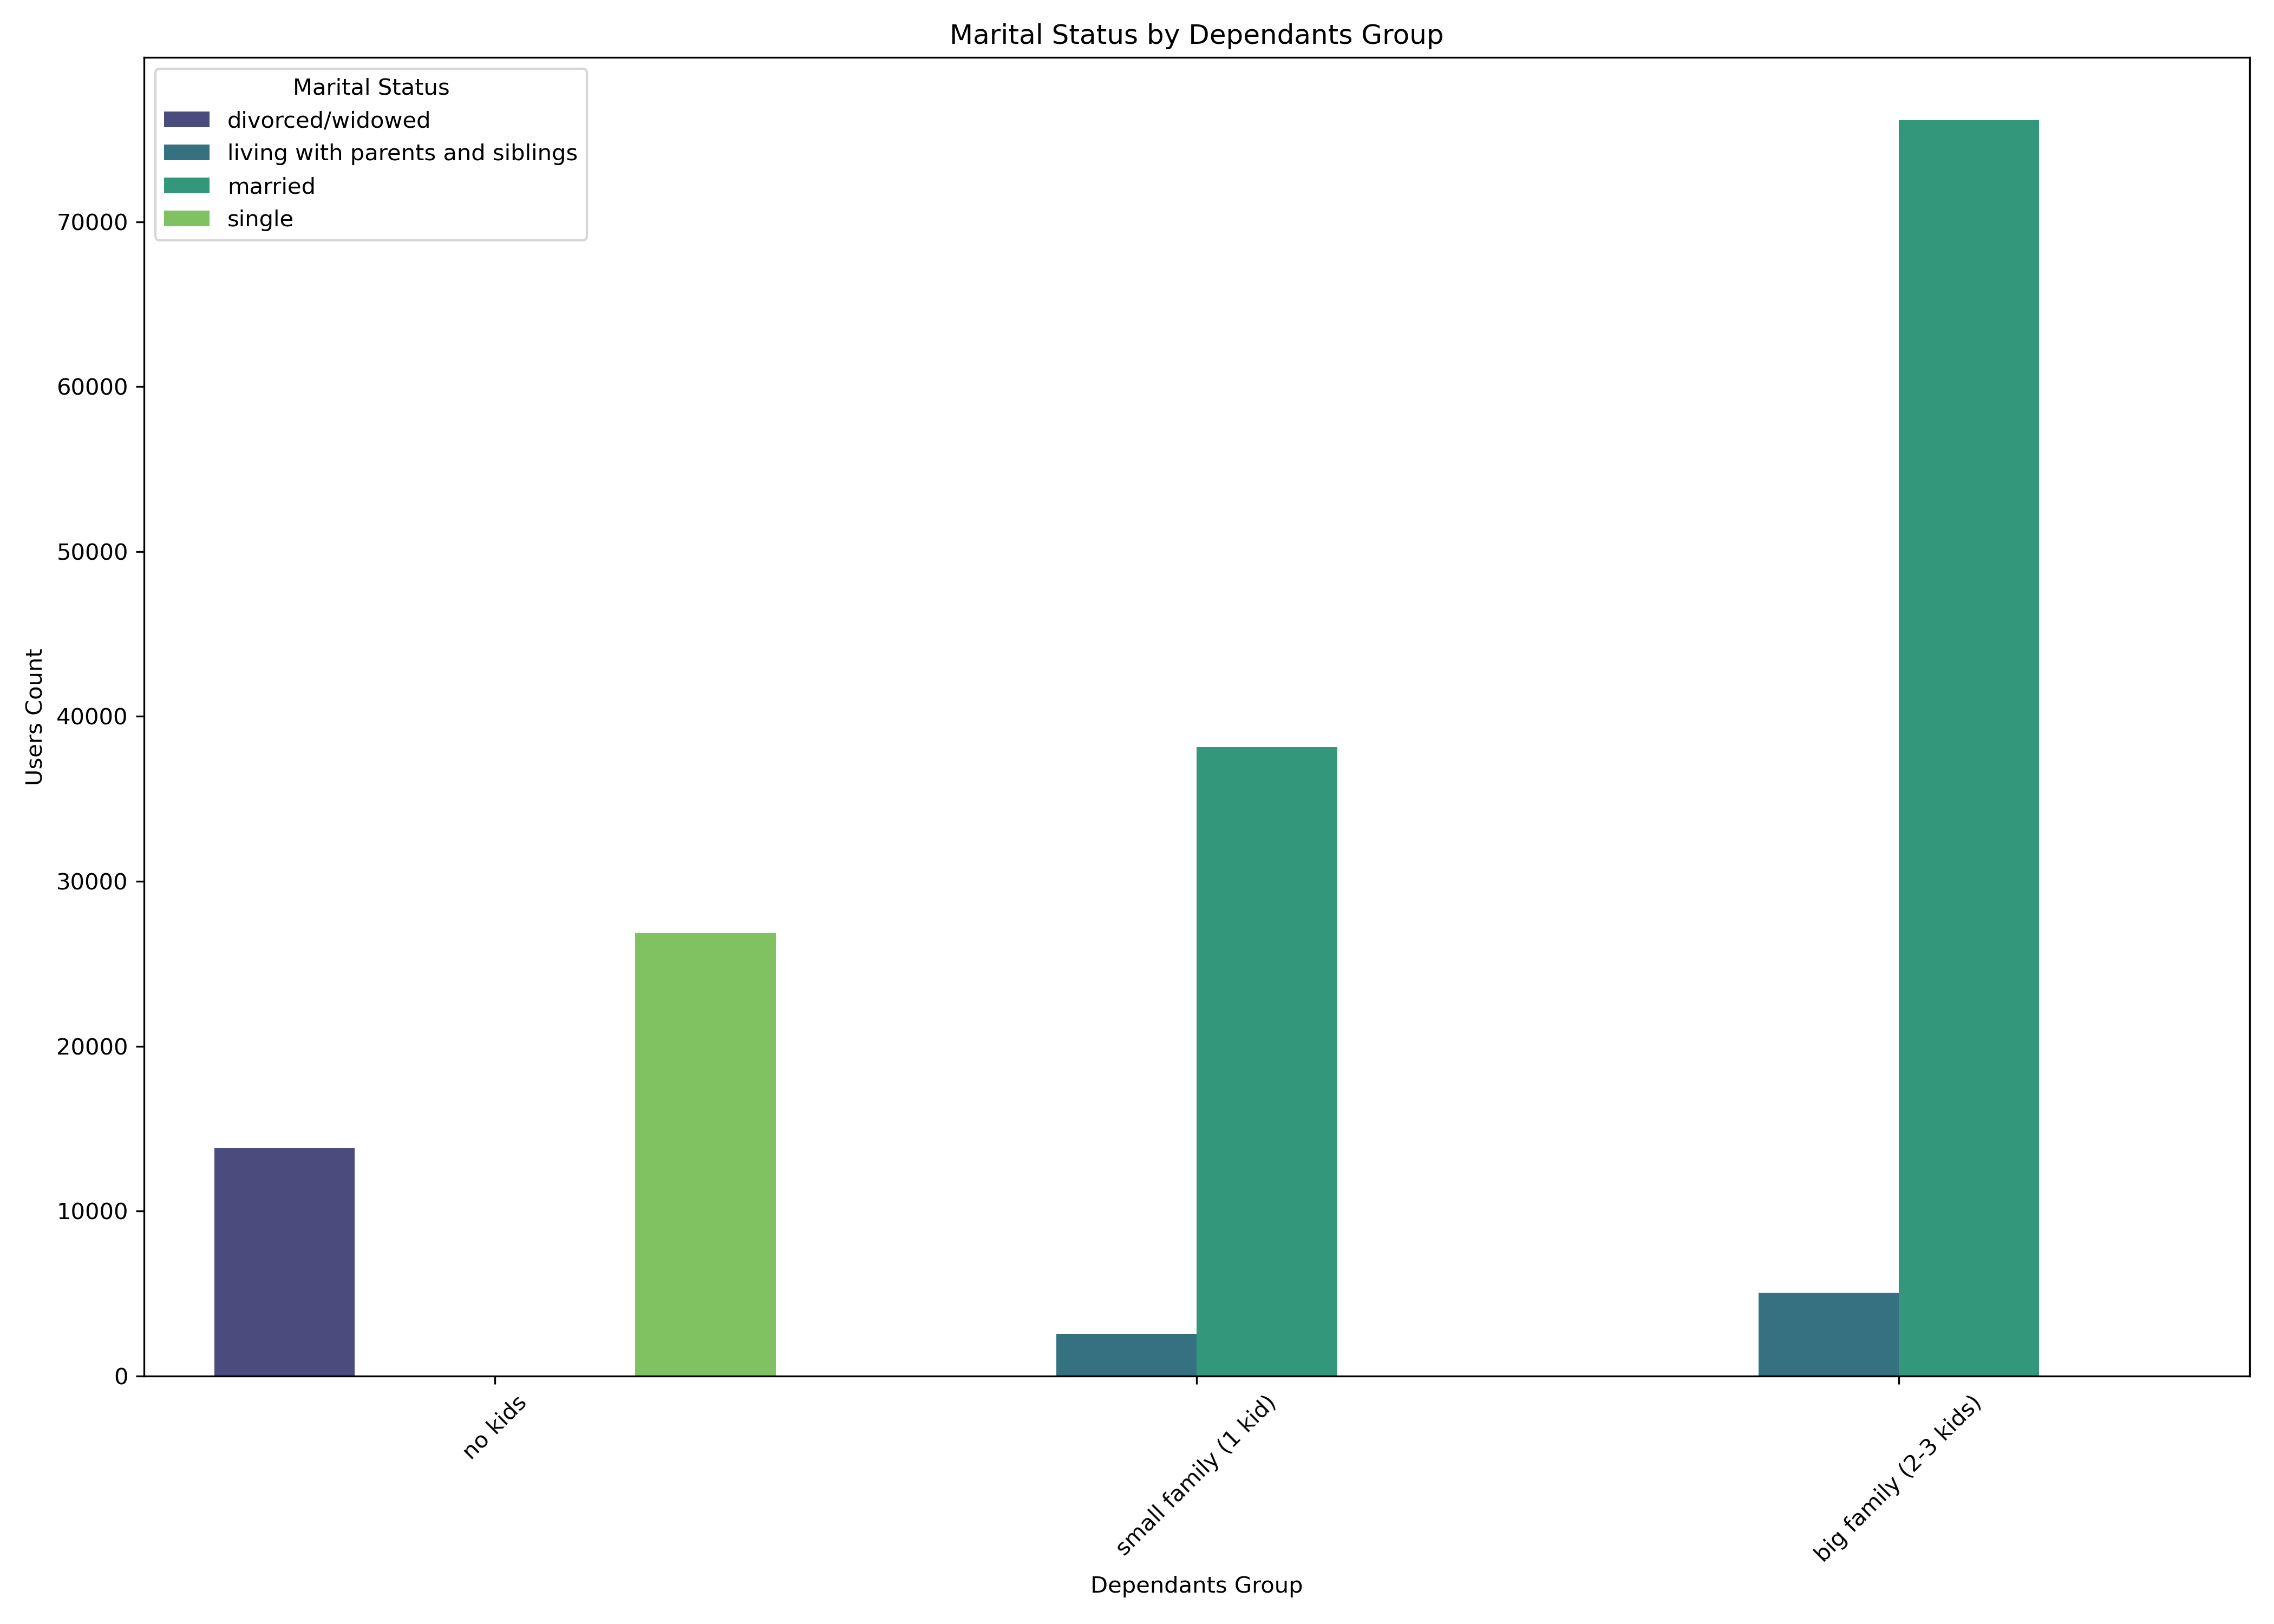 Marital Status by Dependants Group
Marital Status
divorced/widowed
living with parents and siblings
married
single
70000
60000
50000
40000
30000
20000
10000
0
Users Count
no kids
small family (1 kid)
big family (2-3 kids)
Dependants Group